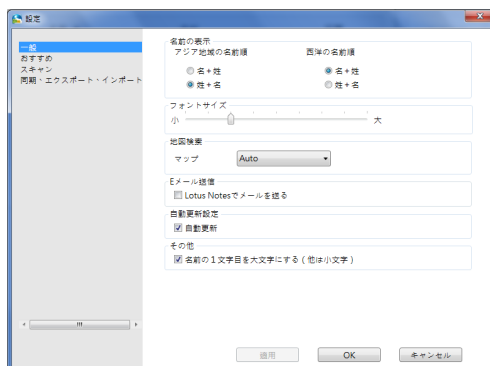 設定
一般
おすすめ
スキャン
同期・エクスポート・インポート
名前の表示
アジア地域の名前順
西洋の名前順
名+姓
名+姓
姓+名
姓+名
フォントサイズ
小
大
地図検索
マップ
Auto
Eメール送信
Lotus Notesでメールを送る
自動更新設定
自動更新
その他
名前の1文字目を大文字にする(他は小文字)
適用
OK
キャンセル